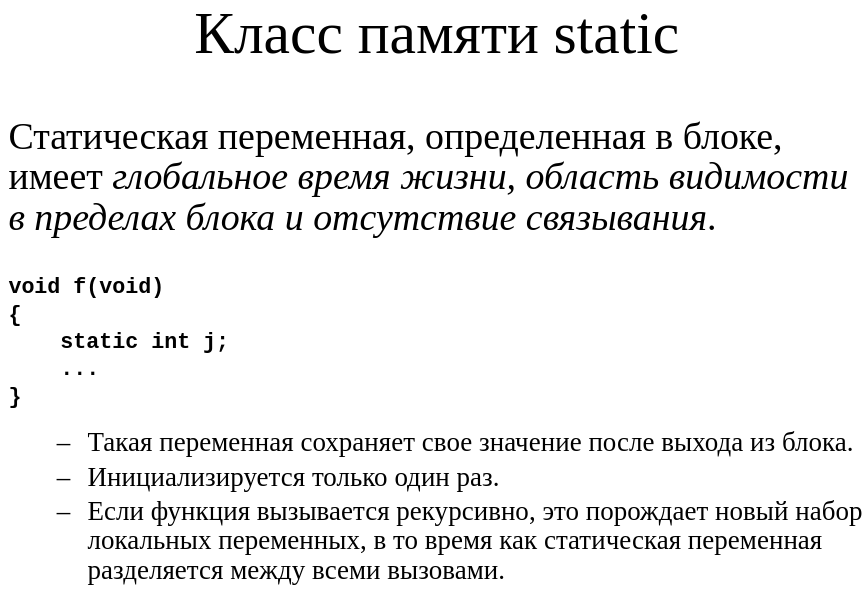 Класс памяти static
Статическая переменная, определенная в блоке,
имеет глобальное время жизни, область видимости
в пределах блока и отсутствие связывания.
void f(void)
{
    static int j;
    ...
}
– Такая переменная сохраняет свое значение после выхода из блока.
– Инициализируется только один раз.
– Если функция вызывается рекурсивно, это порождает новый набор
локальных переменных, в то время как статическая переменная
разделяется между всеми вызовами.